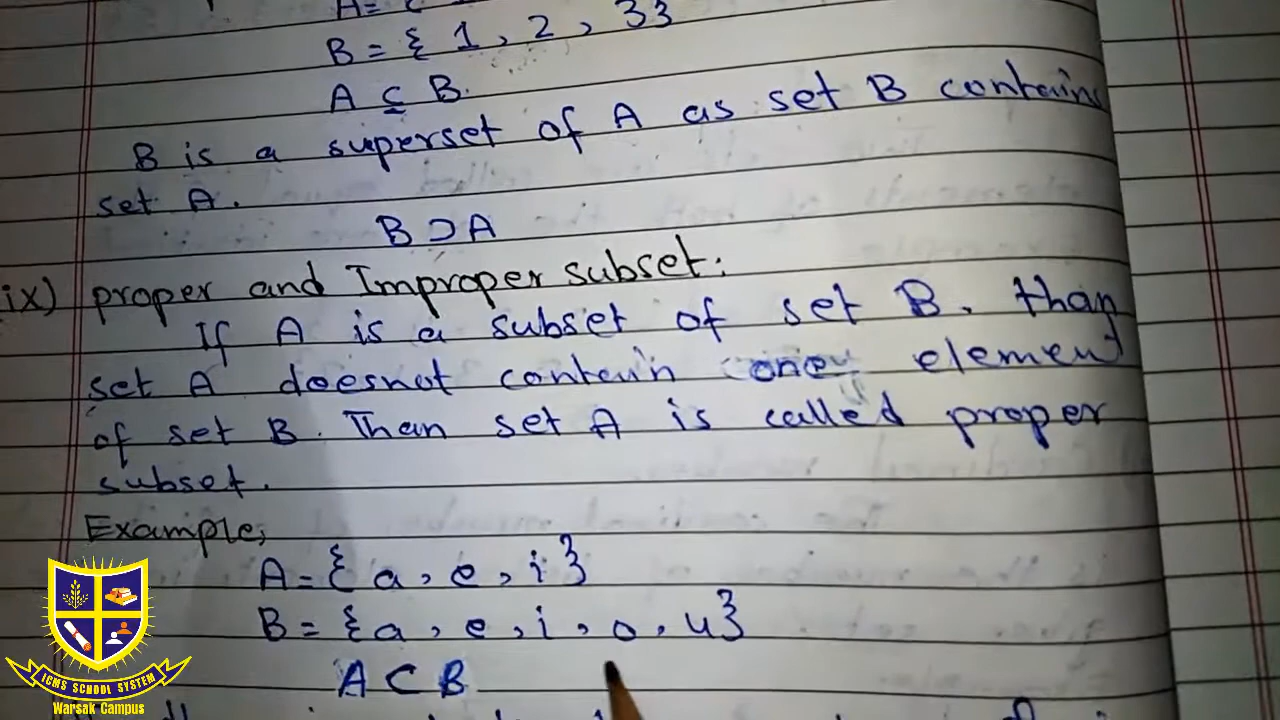 A=
B = { 1 , 2 , 3}
A ⊆ B.
B is a superset of A as set B contains
set A.
B ⊃ A
ix) proper and Improper subset:
If A is a subset of set B. than
set A doesnot contain one element
of set B. Than set A is called proper
subset.
Example;
A = { a , e , i }
B = { a , e , i , o , u }
A ⊂ B
ICMS SCHOOL SYSTEM
Warsak Campus